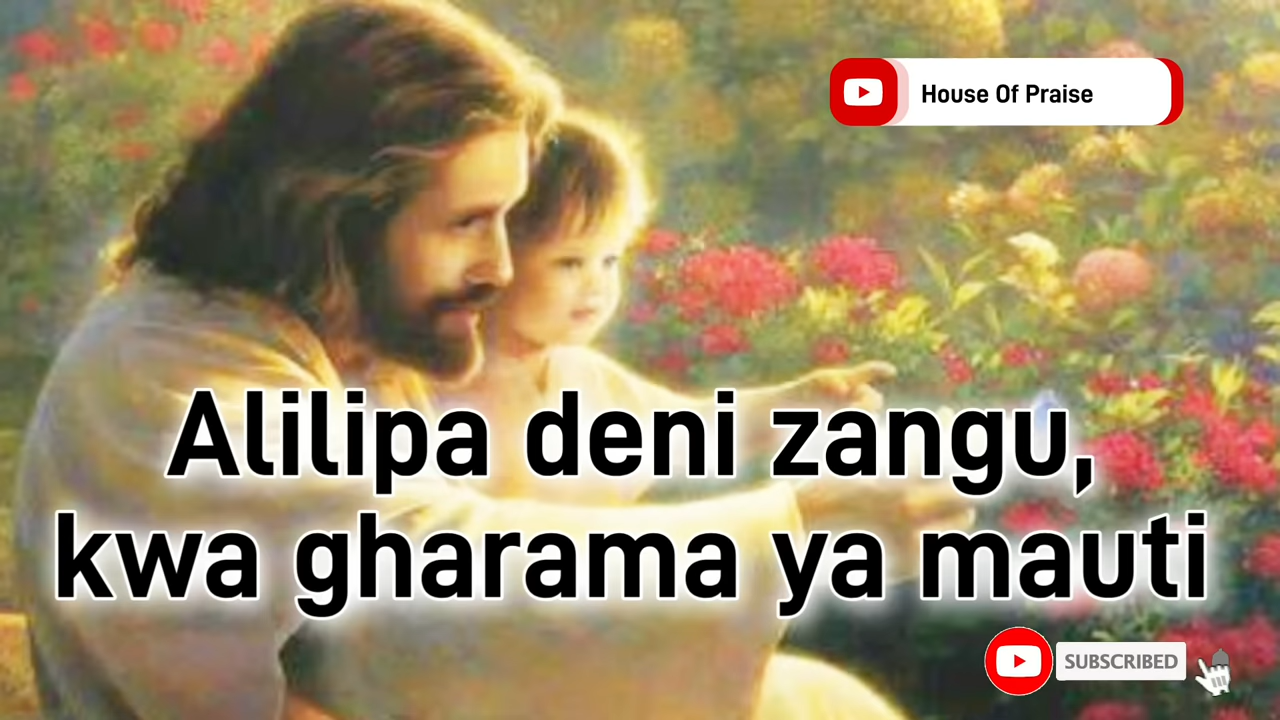 House Of Praise
Alilipa deni zangu,
kwa gharama ya mauti
SUBSCRIBED